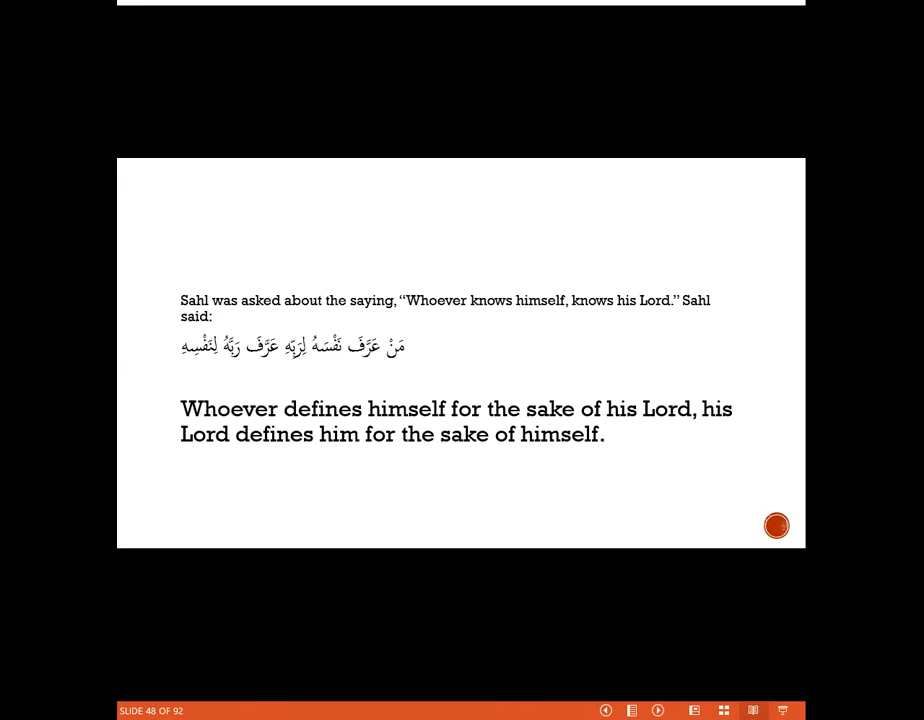 Sahl was asked about the saying, “Whoever knows himself, knows his Lord.” Sahl
said:
مَنْ عَرَّفَ نَفْسَهُ لِرَبِّهِ عَرَّفَ رَبَّهُ لِنَفْسِهِ
Whoever defines himself for the sake of his Lord, his
Lord defines him for the sake of himself.
SLIDE 48 OF 92